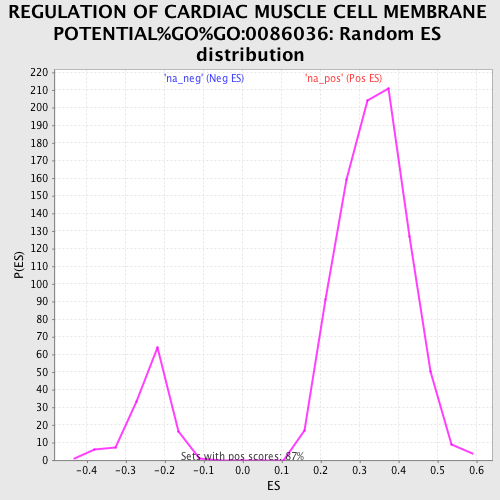 REGULATION OF CARDIAC MUSCLE CELL MEMBRANE
POTENTIAL%GO%GO:0086036: Random ES
distribution
'na_neg' (Neg ES)
'na_pos' (Pos ES)
220
210
200
190
180
170
160
150
140
130
120
110
100
90
80
70
60
50
40
30
20
10
0
P(ES)
Sets with pos scores: 87%
-0.4 -0.3 -0.2 -0.1 0.0 0.1 0.2 0.3 0.4 0.5 0.6
ES